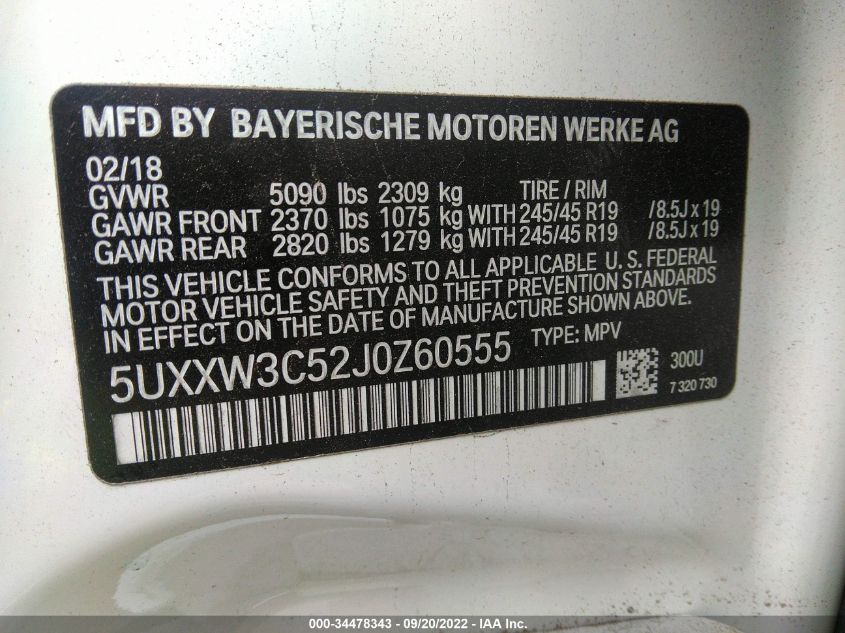 MFD BY BAYERISCHE MOTOREN WERKE AG
02/18
GVWR 5090 lbs 2309 kg TIRE / RIM
GAWR FRONT 2370 lbs 1075 kg WITH 245/45 R19 /8.5J x 19
GAWR REAR 2820 lbs 1279 kg WITH 245/45 R19 /8.5J x 19
THIS VEHICLE CONFORMS TO ALL APPLICABLE U. S. FEDERAL
MOTOR VEHICLE SAFETY AND THEFT PREVENTION STANDARDS
IN EFFECT ON THE DATE OF MANUFACTURE SHOWN ABOVE.
5UXXW3C52J0Z60555 TYPE: MPV
300U
7 320 730
000-34478343 - 09/20/2022 - IAA Inc.